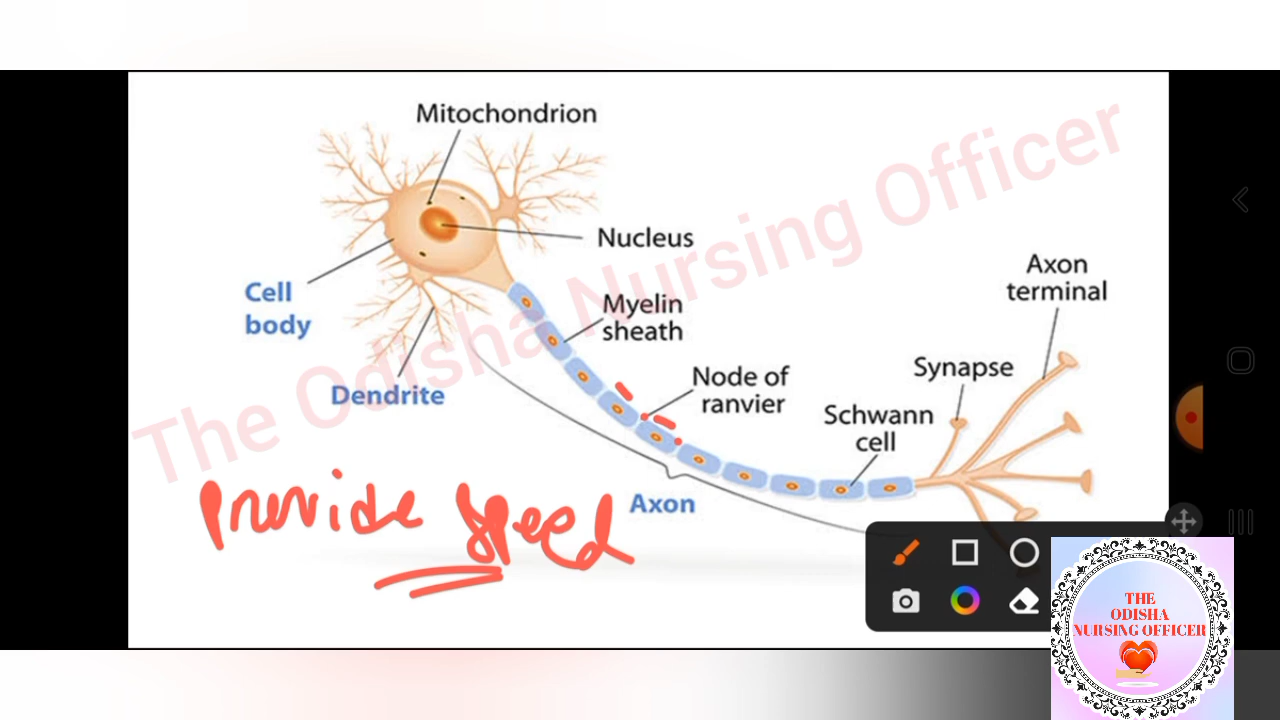 Mitochondrion
Nucleus
Cell
body
Myelin
sheath
Dendrite
Node of
ranvier
Axon
terminal
Synapse
Schwann
cell
Axon
Provide speed
The Odisha Nursing Officer
THE
ODISHA
NURSING OFFICER